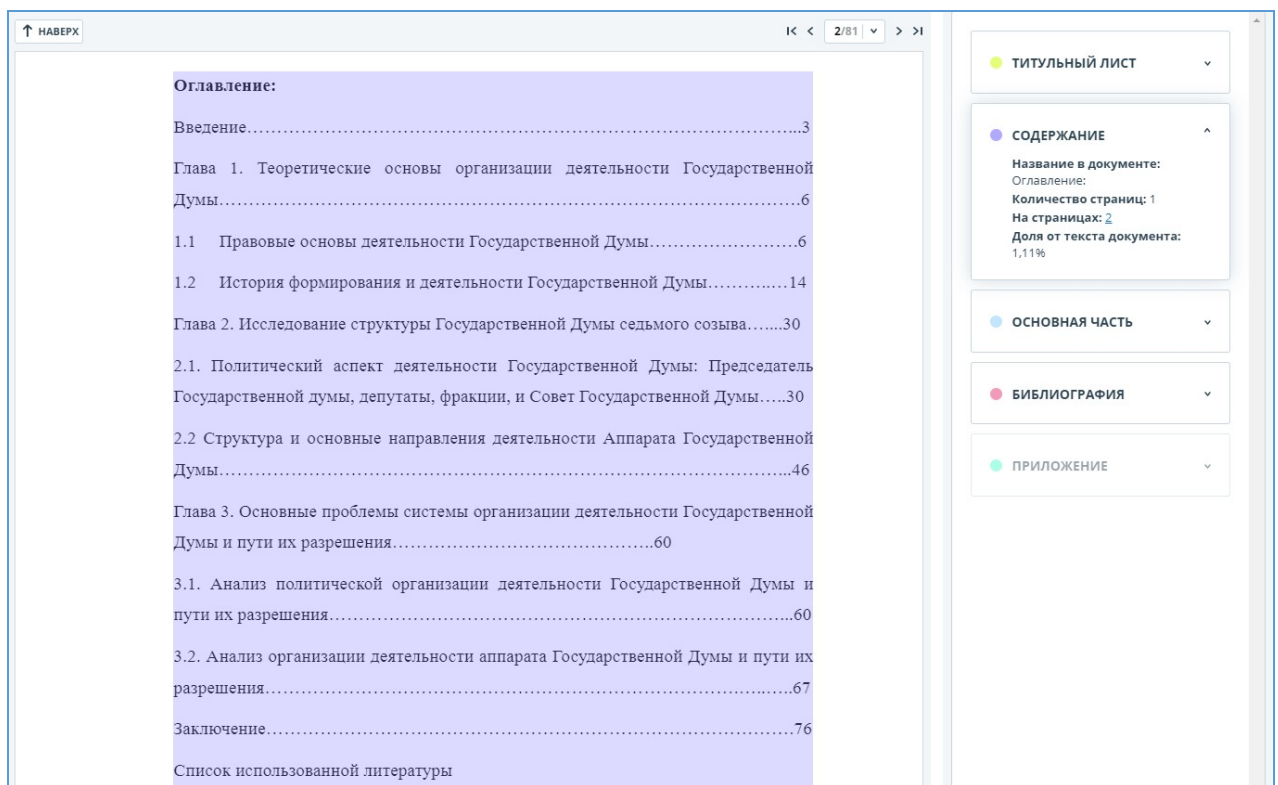 НАВЕРХ
2/81
Оглавление:
Введение…………………………………………………………………………...3
Глава 1. Теоретические основы организации деятельности Государственной
Думы……………………………………………………………………………….6
1.1 Правовые основы деятельности Государственной Думы…………………….6
1.2 История формирования и деятельности Государственной Думы………..…14
Глава 2. Исследование структуры Государственной Думы седьмого созыва…....30
2.1. Политический аспект деятельности Государственной Думы: Председатель
Государственной думы, депутаты, фракции, и Совет Государственной Думы…..30
2.2 Структура и основные направления деятельности Аппарата Государственной
Думы……………………………………………………………………………...46
Глава 3. Основные проблемы системы организации деятельности Государственной
Думы и пути их разрешения……………………………………..60
3.1. Анализ политической организации деятельности Государственной Думы и
пути их разрешения……………………………………………………………...60
3.2. Анализ организации деятельности аппарата Государственной Думы и пути их
разрешения…………………………………………………………………...…..67
Заключение……………………………………………………………………….76
Список использованной литературы
ТИТУЛЬНЫЙ ЛИСТ
СОДЕРЖАНИЕ
Название в документе:
Оглавление:
Количество страниц: 1
На страницах: 2
Доля от текста документа:
1,11%
ОСНОВНАЯ ЧАСТЬ
БИБЛИОГРАФИЯ
ПРИЛОЖЕНИЕ